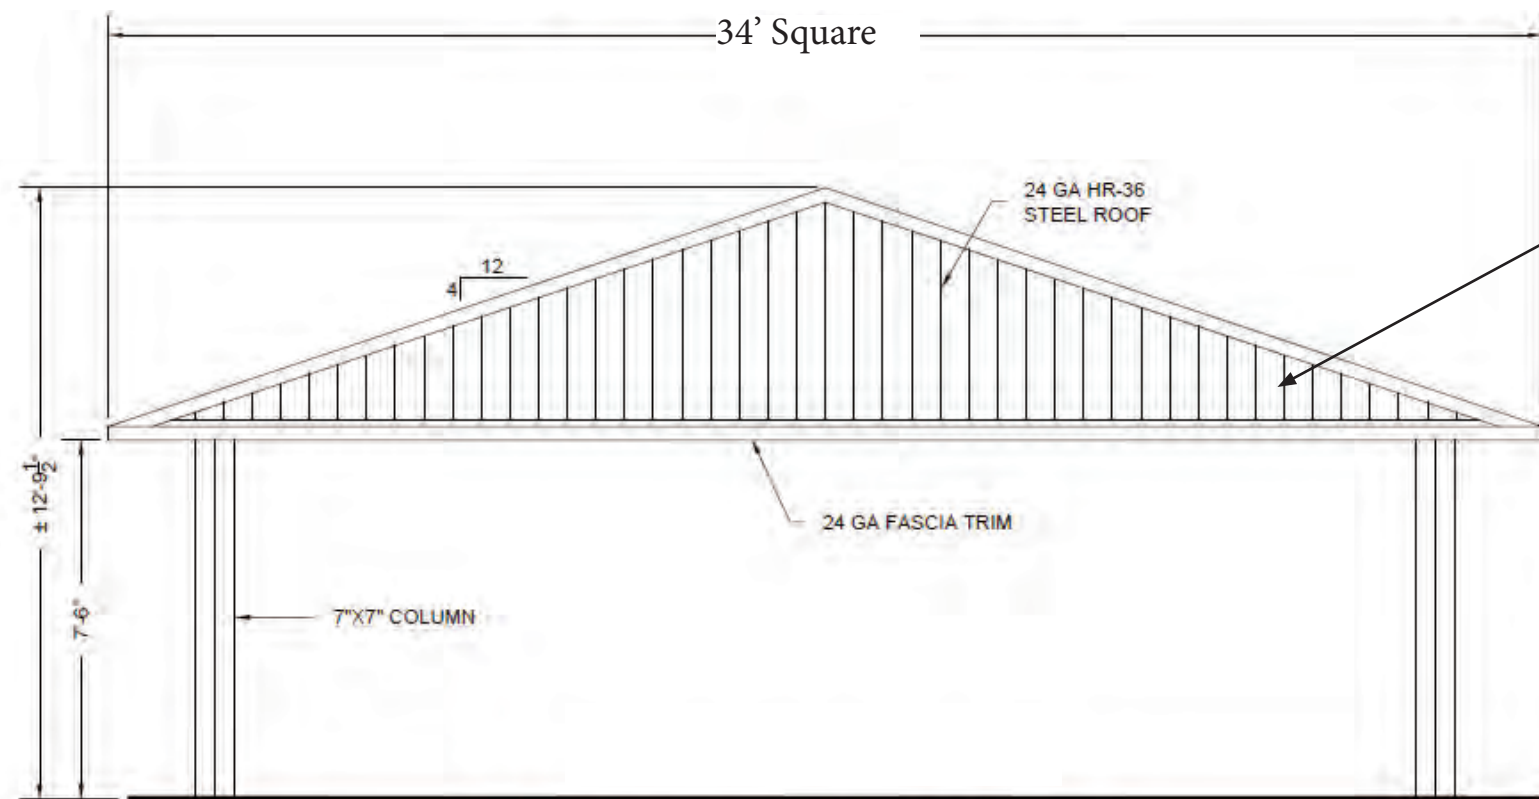 34’ Square
24 GA HR-36
STEEL ROOF
12
4
± 12'-9½"
24 GA FASCIA TRIM
7'-6"
7"X7" COLUMN